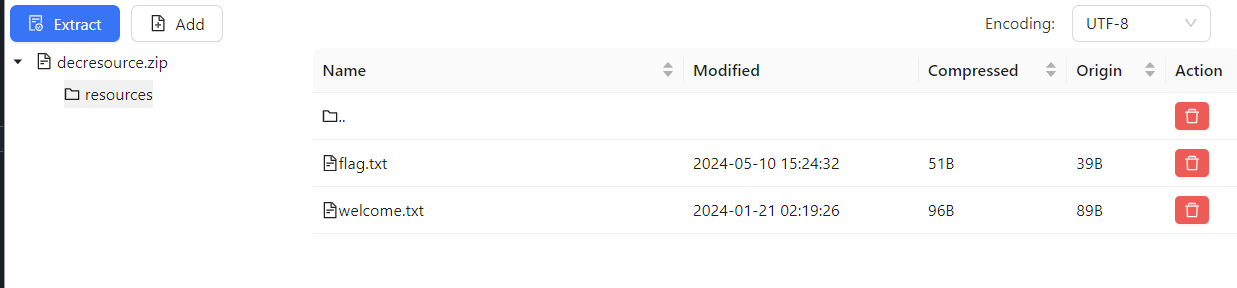 Extract Add Encoding: UTF-8
decresource.zip
resources
Name Modified Compressed Origin Action
..
flag.txt 2024-05-10 15:24:32 51B 39B
welcome.txt 2024-01-21 02:19:26 96B 89B